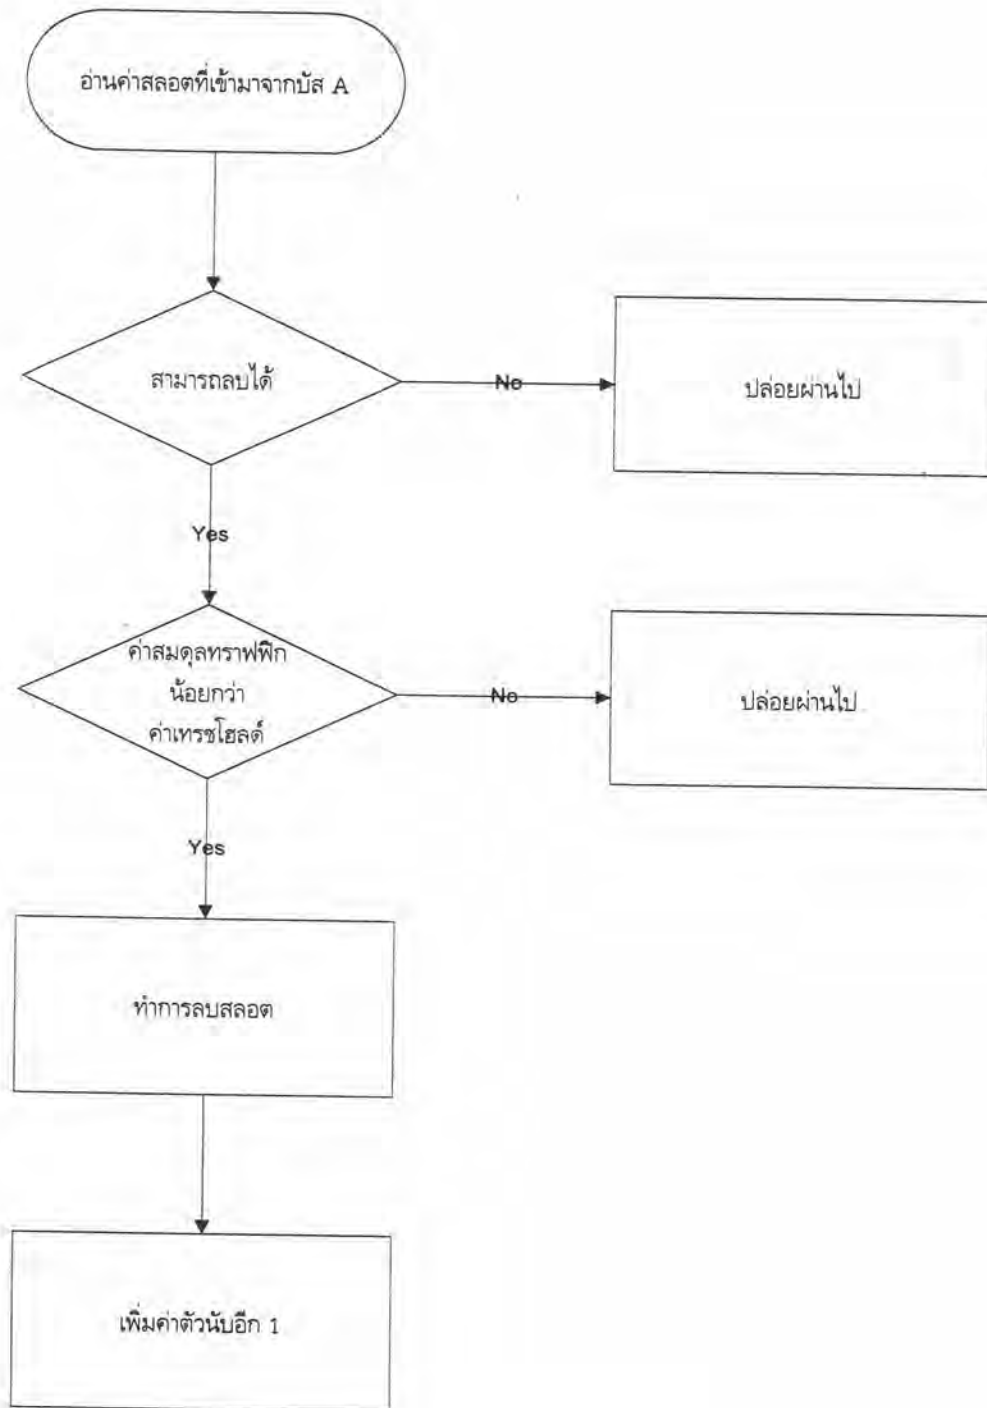 อ่านค่าสลอตที่เข้ามาจากบัส A
สามารถลบได้
No
ปล่อยผ่านไป
Yes
ค่าสมดุลทราฟฟิก
น้อยกว่า
ค่าเทรชโฮลด์
No
ปล่อยผ่านไป
Yes
ทำการลบสลอต
เพิ่มค่าตัวนับอีก 1